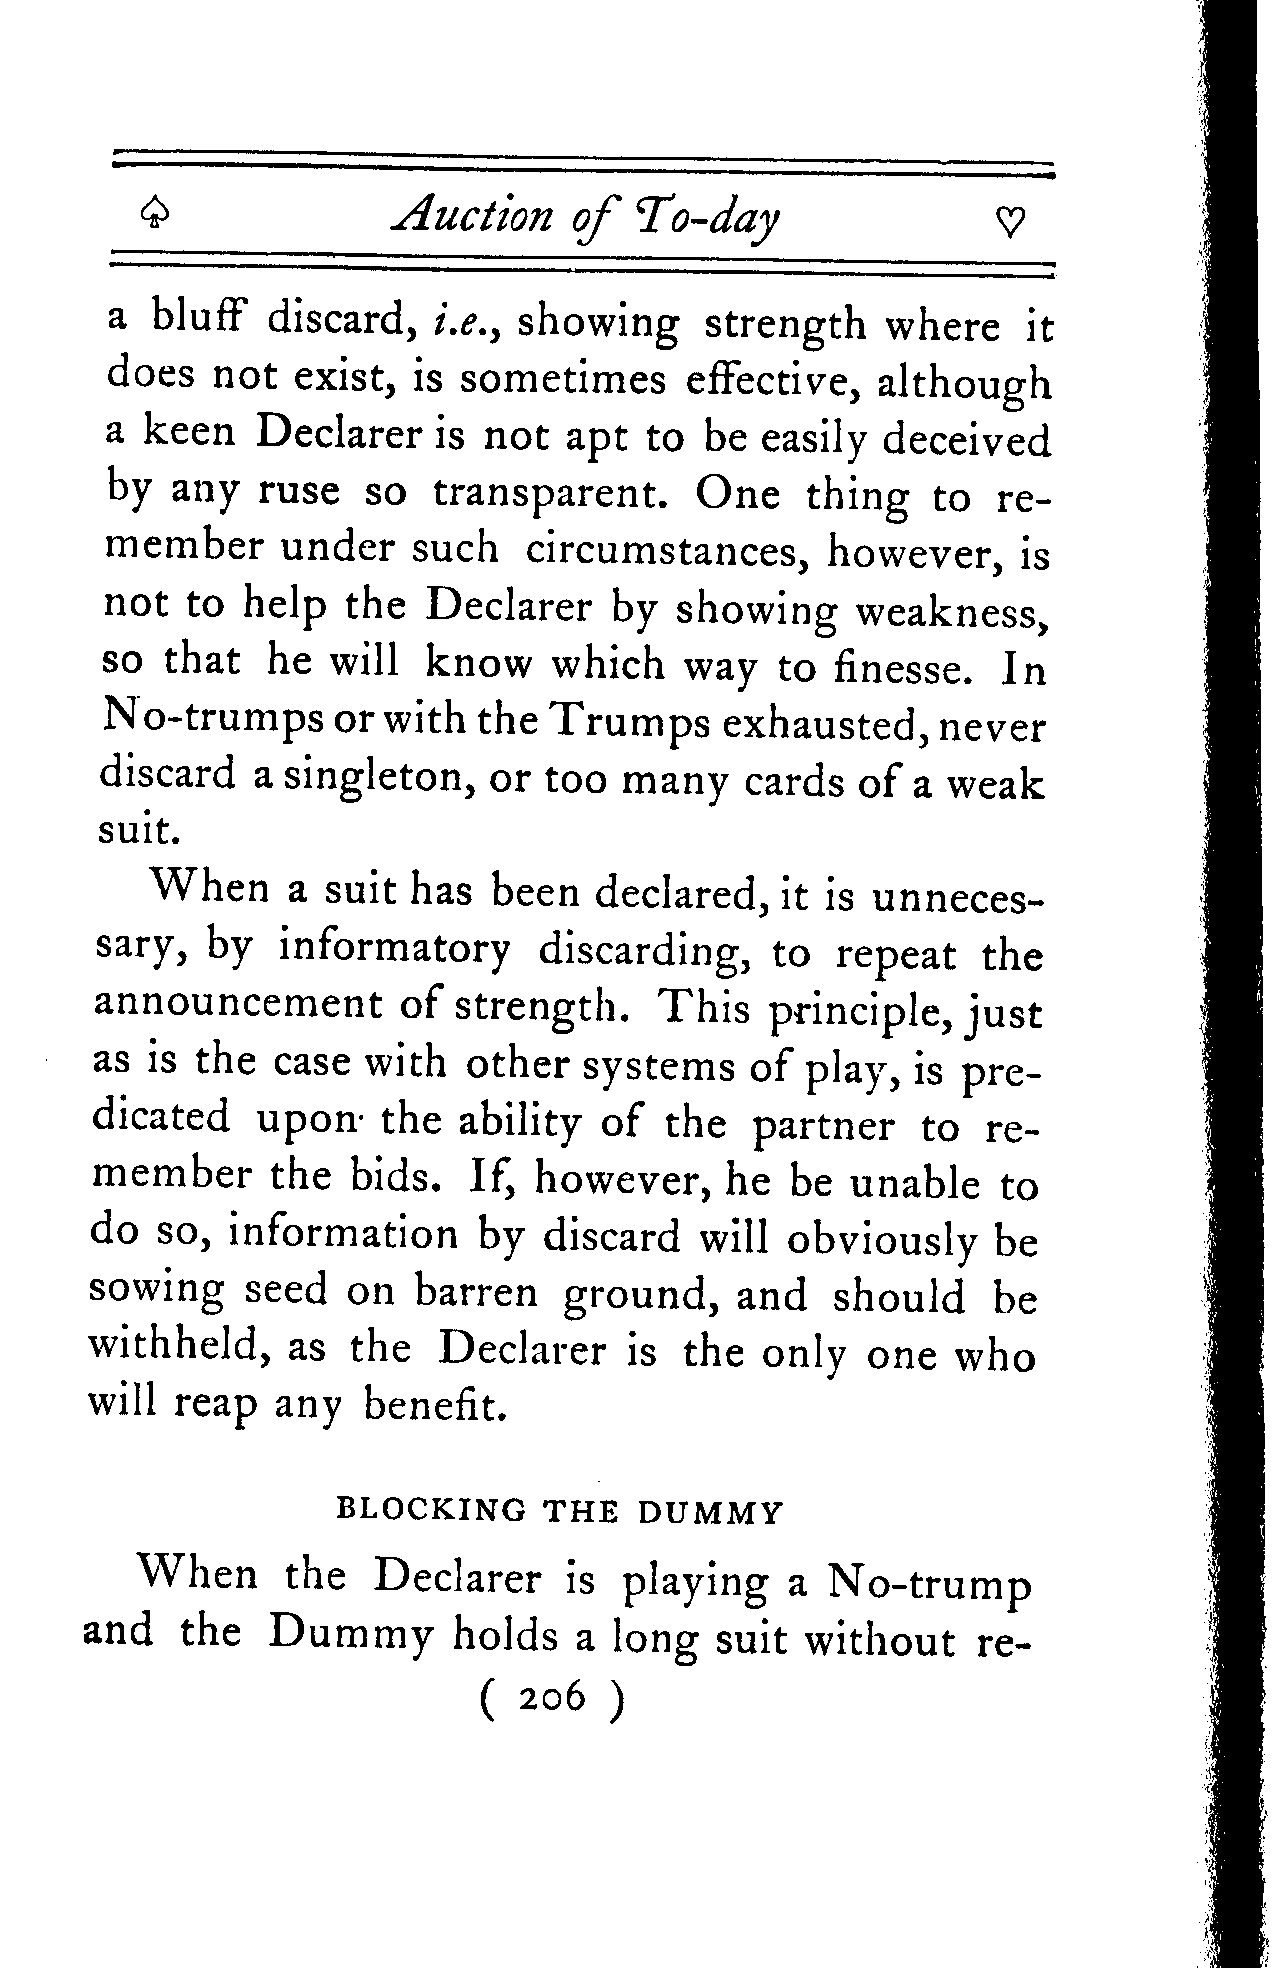 ♤ Auction of To-day ♡
a bluff discard, i.e., showing strength where it
does not exist, is sometimes effective, although
a keen Declarer is not apt to be easily deceived
by any ruse so transparent. One thing to re-
member under such circumstances, however, is
not to help the Declarer by showing weakness,
so that he will know which way to finesse. In
No-trumps or with the Trumps exhausted, never
discard a singleton, or too many cards of a weak
suit.
When a suit has been declared, it is unneces-
sary, by informatory discarding, to repeat the
announcement of strength. This principle, just
as is the case with other systems of play, is pre-
dicated upon the ability of the partner to re-
member the bids. If, however, he be unable to
do so, information by discard will obviously be
sowing seed on barren ground, and should be
withheld, as the Declarer is the only one who
will reap any benefit.
BLOCKING THE DUMMY
When the Declarer is playing a No-trump
and the Dummy holds a long suit without re-
( 206 )